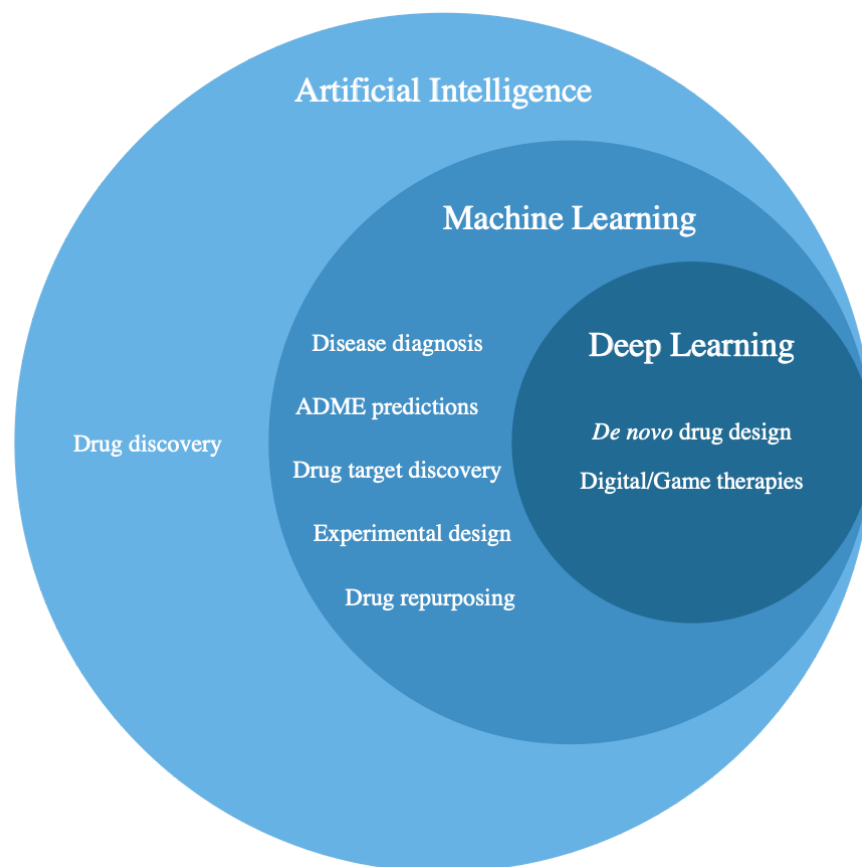 Artificial Intelligence
Machine Learning
Deep Learning
Disease diagnosis
ADME predictions
Drug target discovery
Experimental design
Drug repurposing
Drug discovery
De novo drug design
Digital/Game therapies